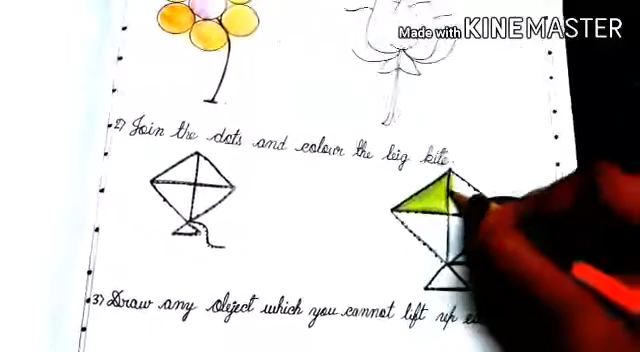 Made with KINEMASTER
2) Join the dots and colour the big kite.
3) Draw any object which you cannot lift up